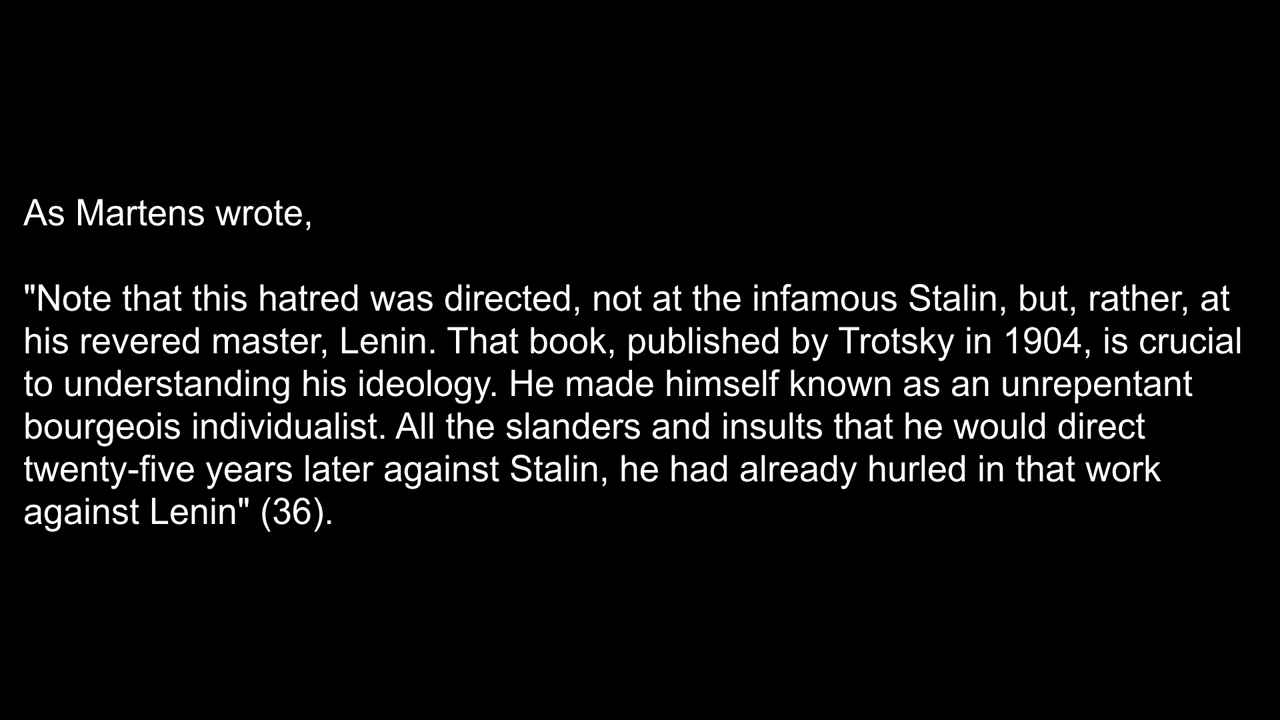 As Martens wrote,
"Note that this hatred was directed, not at the infamous Stalin, but, rather, at
his revered master, Lenin. That book, published by Trotsky in 1904, is crucial
to understanding his ideology. He made himself known as an unrepentant
bourgeois individualist. All the slanders and insults that he would direct
twenty-five years later against Stalin, he had already hurled in that work
against Lenin" (36).